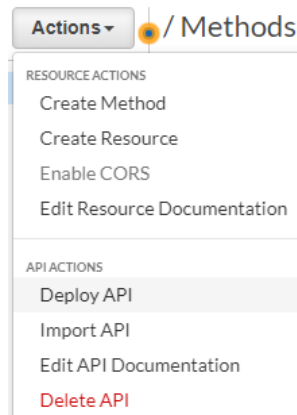 Actions
/ Methods
RESOURCE ACTIONS
Create Method
Create Resource
Enable CORS
Edit Resource Documentation
API ACTIONS
Deploy API
Import API
Edit API Documentation
Delete API